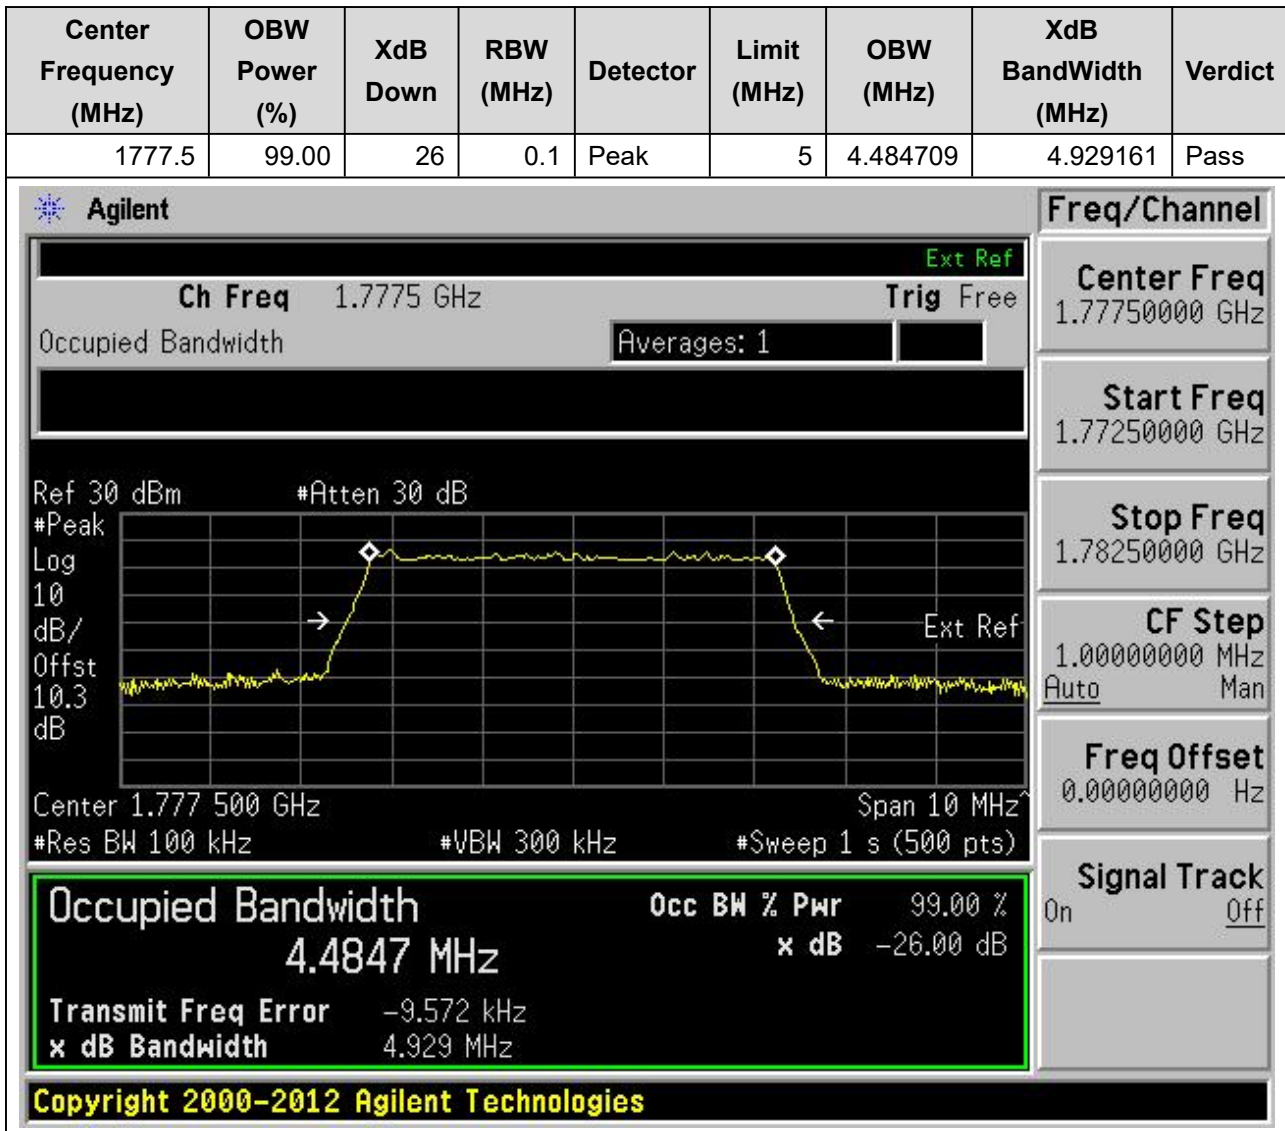 Center Frequency (MHz) OBW Power (%) XdB Down RBW (MHz) Detector Limit (MHz) OBW (MHz) XdB BandWidth (MHz) Verdict
1777.5 99.00 26 0.1 Peak 5 4.484709 4.929161 Pass
Agilent
Freq/Channel
Ext Ref
Ch Freq 1.7775 GHz Trig Free
Occupied Bandwidth Averages: 1
Center Freq
1.77750000 GHz
Start Freq
1.77250000 GHz
Stop Freq
1.78250000 GHz
CF Step
1.00000000 MHz
Auto Man
Freq Offset
0.00000000 Hz
Signal Track
On Off
Ref 30 dBm #Atten 30 dB
#Peak
Log
10
dB/
Offst
10.3
dB
Ext Ref
Center 1.777 500 GHz Span 10 MHz^
#Res BW 100 kHz #VBW 300 kHz #Sweep 1 s (500 pts)
Occupied Bandwidth
4.4847 MHz
Occ BW % Pwr 99.00 %
x dB -26.00 dB
Transmit Freq Error -9.572 kHz
x dB Bandwidth 4.929 MHz
Copyright 2000-2012 Agilent Technologies